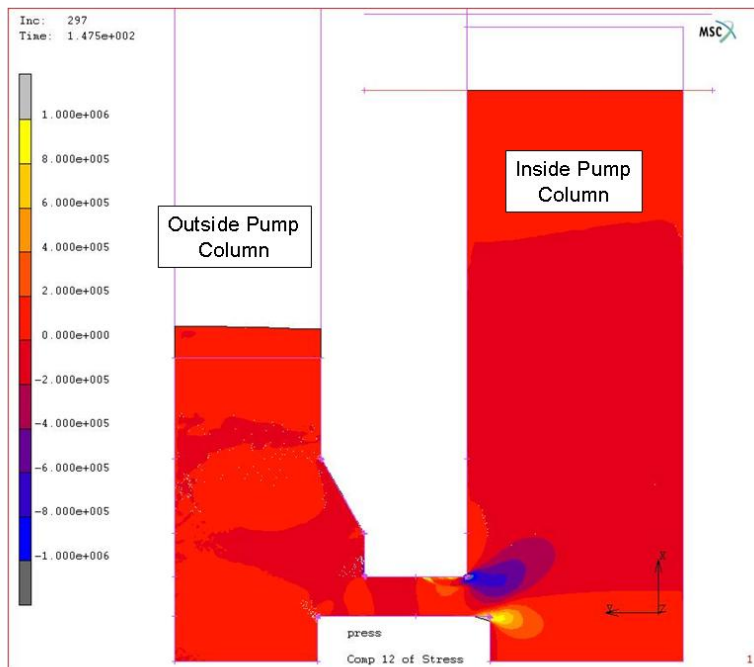 Inc: 297
Time: 1.475e+002
MSC
1.000e+006
8.000e+005
6.000e+005
4.000e+005
2.000e+005
0.000e+000
-2.000e+005
-4.000e+005
-6.000e+005
-8.000e+005
-1.000e+006
Outside Pump
Column
Inside Pump
Column
X
Y
Z
press
Comp 12 of Stress
1